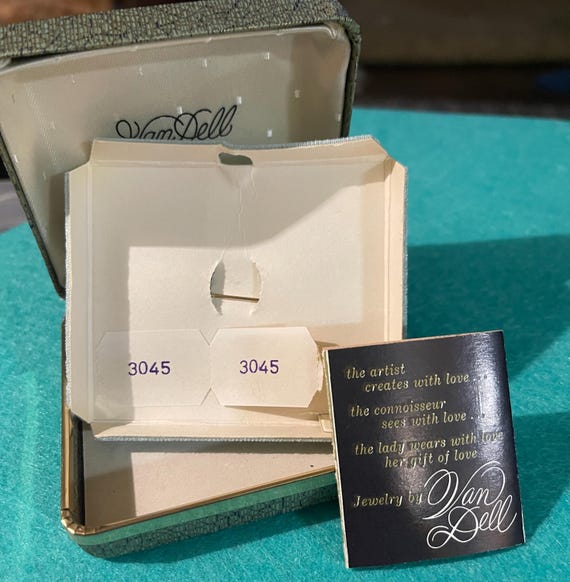 Van Dell
3045 3045
the artist
creates with love . . .
the connoisseur
sees with love . . .
the lady wears with love
her gift of love
Jewelry by Van
Dell